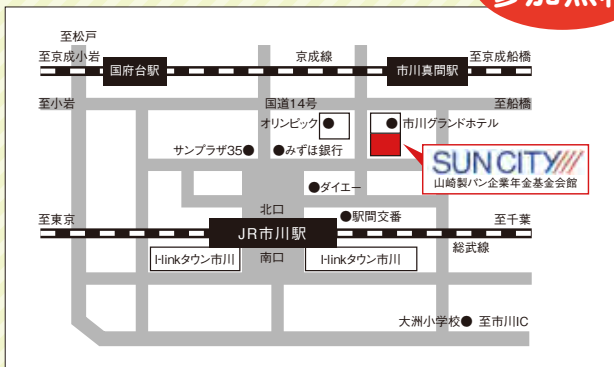 参加無料
至松戸
至京成小岩
国府台駅
京成線
市川真間駅
至京成船橋
至小岩
国道14号
至船橋
オリンピック
市川グランドホテル
サンプラザ35
みずほ銀行
SUNCITY
山崎製パン企業年金基金会館
ダイエー
北口
駅間交番
至東京
JR市川駅
至千葉
総武線
I-linkタウン市川
南口
I-linkタウン市川
大洲小学校
至市川IC